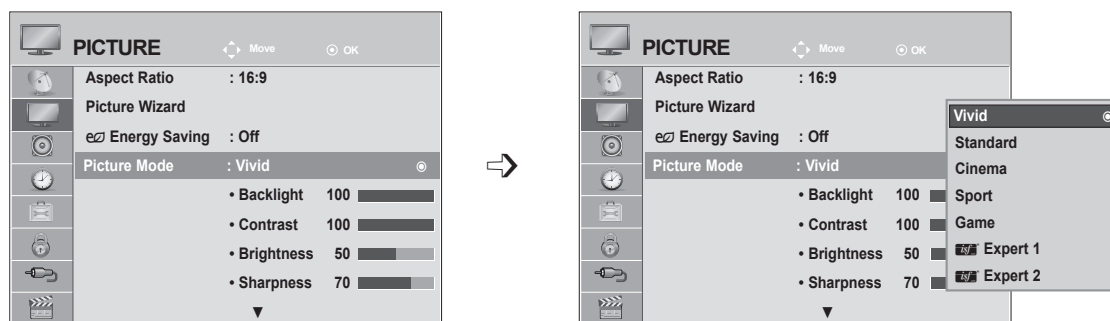 PICTURE Move OK
Aspect Ratio : 16:9
Picture Wizard
Energy Saving : Off
Picture Mode : Vivid
• Backlight 100
• Contrast 100
• Brightness 50
• Sharpness 70
PICTURE Move OK
Aspect Ratio : 16:9
Picture Wizard
Energy Saving : Off
Picture Mode : Vivid
• Backlight 100
• Contrast 100
• Brightness 50
• Sharpness 70
Vivid
Standard
Cinema
Sport
Game
isf Expert 1
isf Expert 2